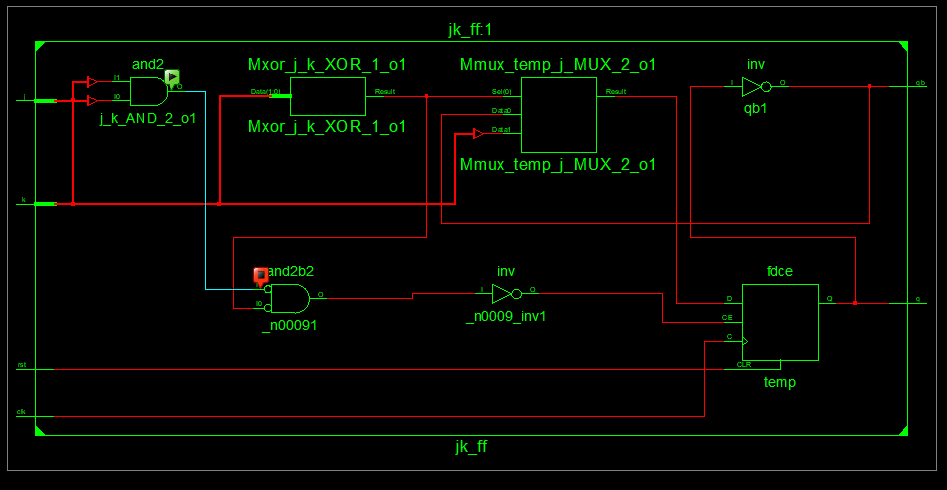 jk_ff:1
and2
Mxor_j_k_XOR_1_o1
Mmux_temp_j_MUX_2_o1
inv
I1
O
I0
j_k_AND_2_o1
Data(1:0)
Result
Mxor_j_k_XOR_1_o1
Sel(0)
Result
Data0
Data1
Mmux_temp_j_MUX_2_o1
I
O
qb1
qb
j
k
and2b2
I0
O
_n00091
inv
I
O
_n0009_inv1
fdce
D
Q
CE
C
CLR
temp
q
rst
clk
jk_ff